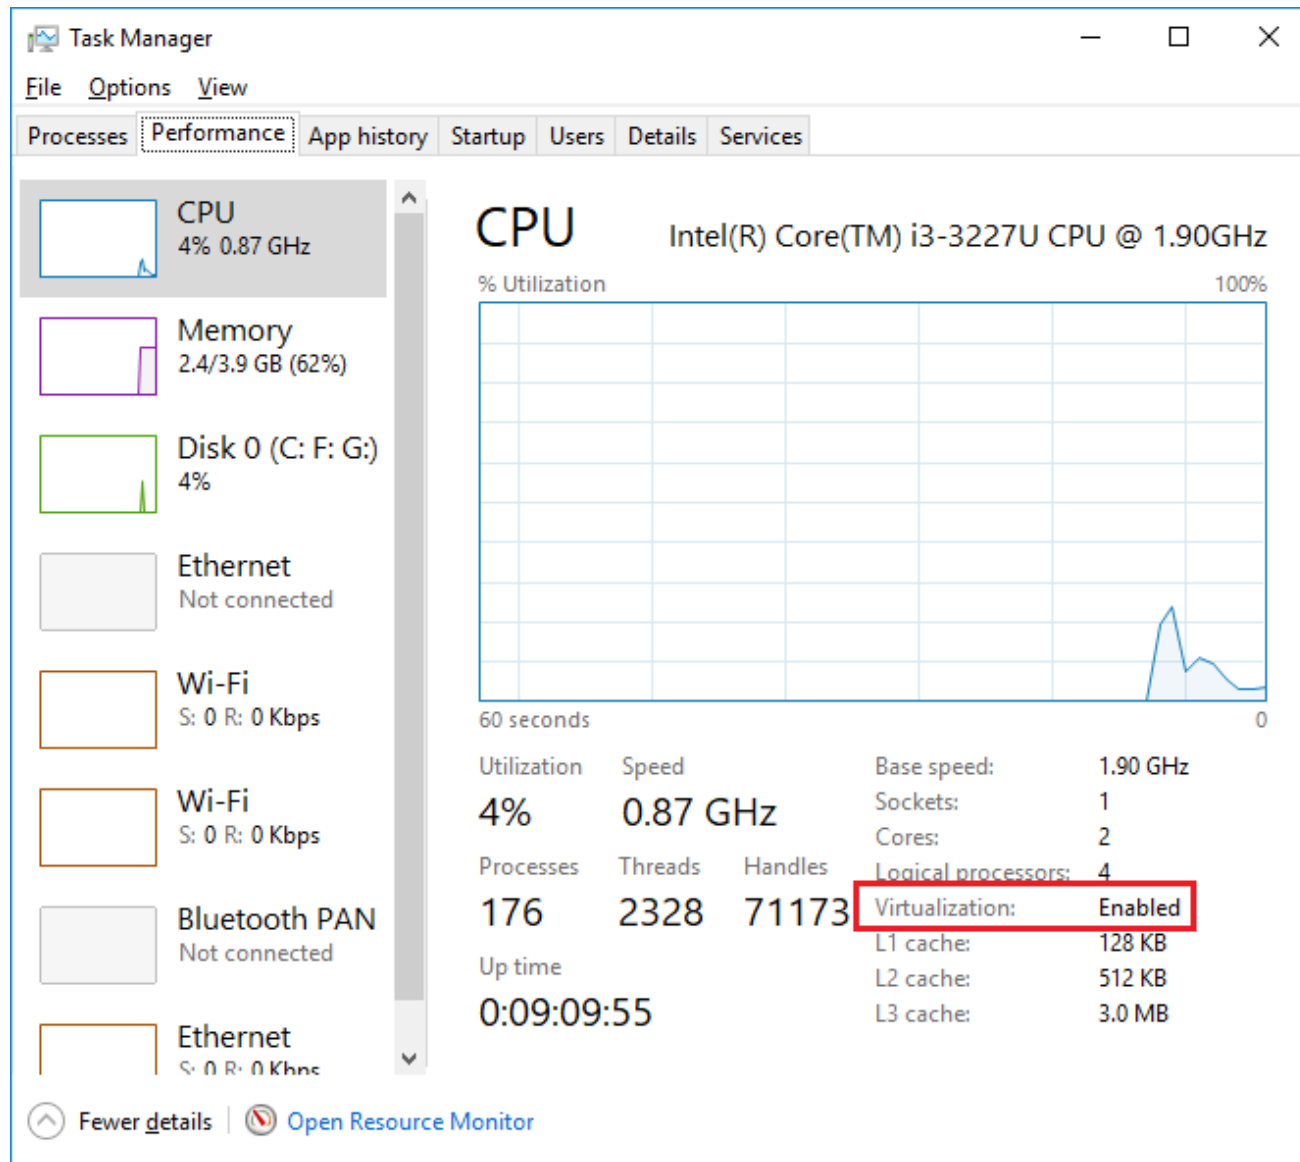 Task Manager
File Options View
Processes Performance App history Startup Users Details Services
CPU
4% 0.87 GHz
Memory
2.4/3.9 GB (62%)
Disk 0 (C: F: G:)
4%
Ethernet
Not connected
Wi-Fi
S: 0 R: 0 Kbps
Wi-Fi
S: 0 R: 0 Kbps
Bluetooth PAN
Not connected
Ethernet
S: 0 R: 0 Kbps
CPU Intel(R) Core(TM) i3-3227U CPU @ 1.90GHz
% Utilization 100%
60 seconds 0
Utilization Speed
4% 0.87 GHz
Processes Threads Handles
176 2328 71173
Up time
0:09:09:55
Base speed: 1.90 GHz
Sockets: 1
Cores: 2
Logical processors: 4
Virtualization: Enabled
L1 cache: 128 KB
L2 cache: 512 KB
L3 cache: 3.0 MB
Fewer details Open Resource Monitor